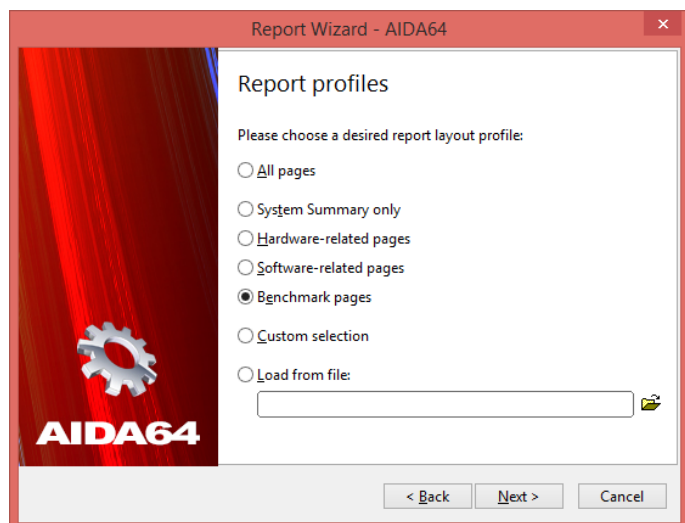 Report Wizard - AIDA64
Report profiles
Please choose a desired report layout profile:
All pages
System Summary only
Hardware-related pages
Software-related pages
Benchmark pages
Custom selection
Load from file:
AIDA64
< Back Next > Cancel